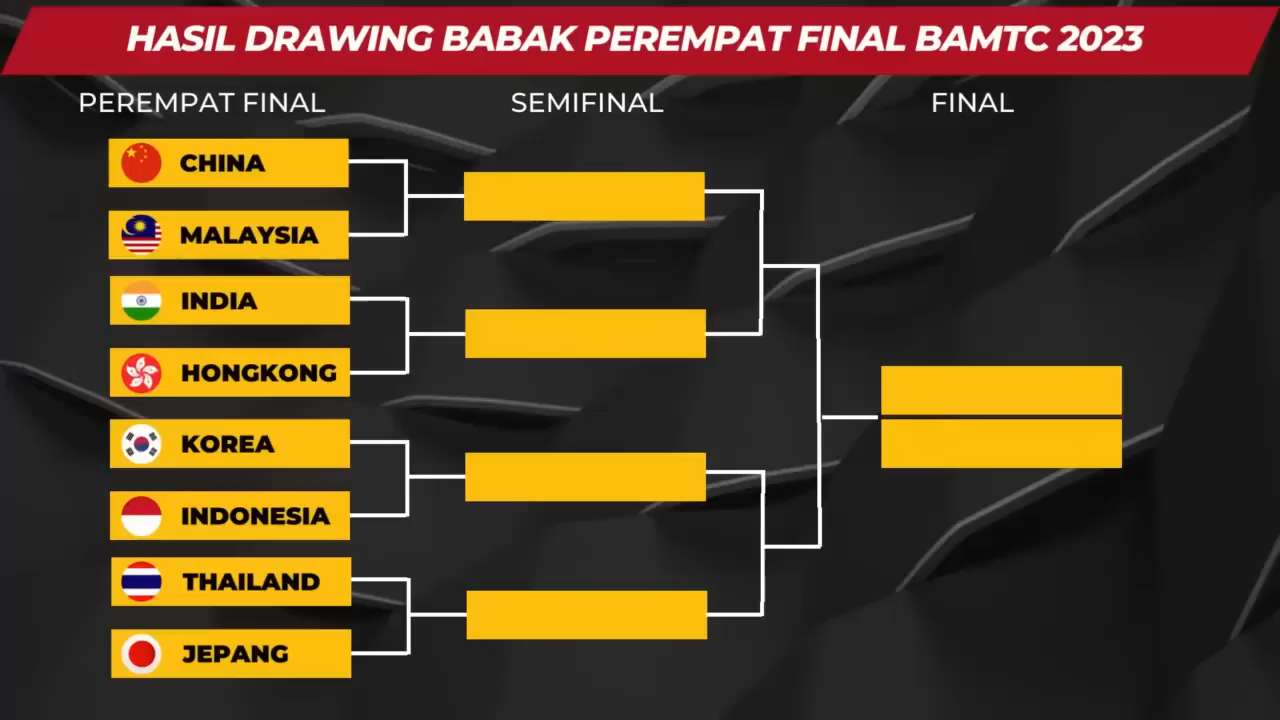 HASIL DRAWING BABAK PEREMPAT FINAL BAMTC 2023
PEREMPAT FINAL
SEMIFINAL
FINAL
CHINA
MALAYSIA
INDIA
HONGKONG
KOREA
INDONESIA
THAILAND
JEPANG